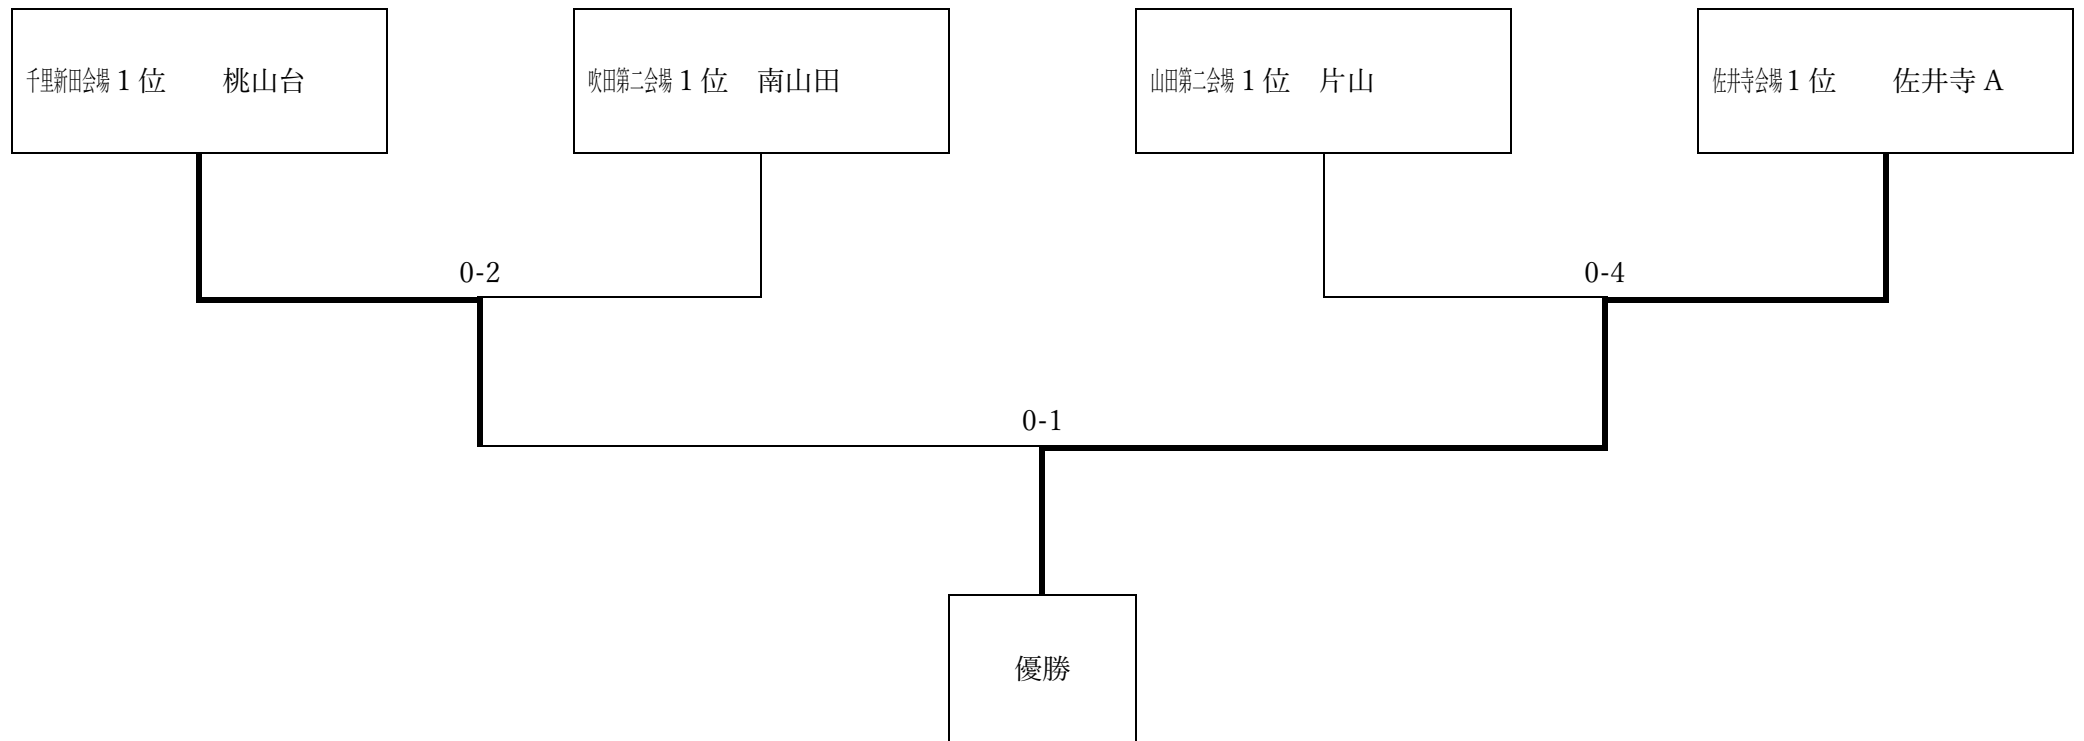 千里新田会場１位　　桃山台
吹田第二会場１位　南山田
山田第二会場１位　片山
佐井寺会場１位　　佐井寺A
0-2
0-4
0-1
優勝